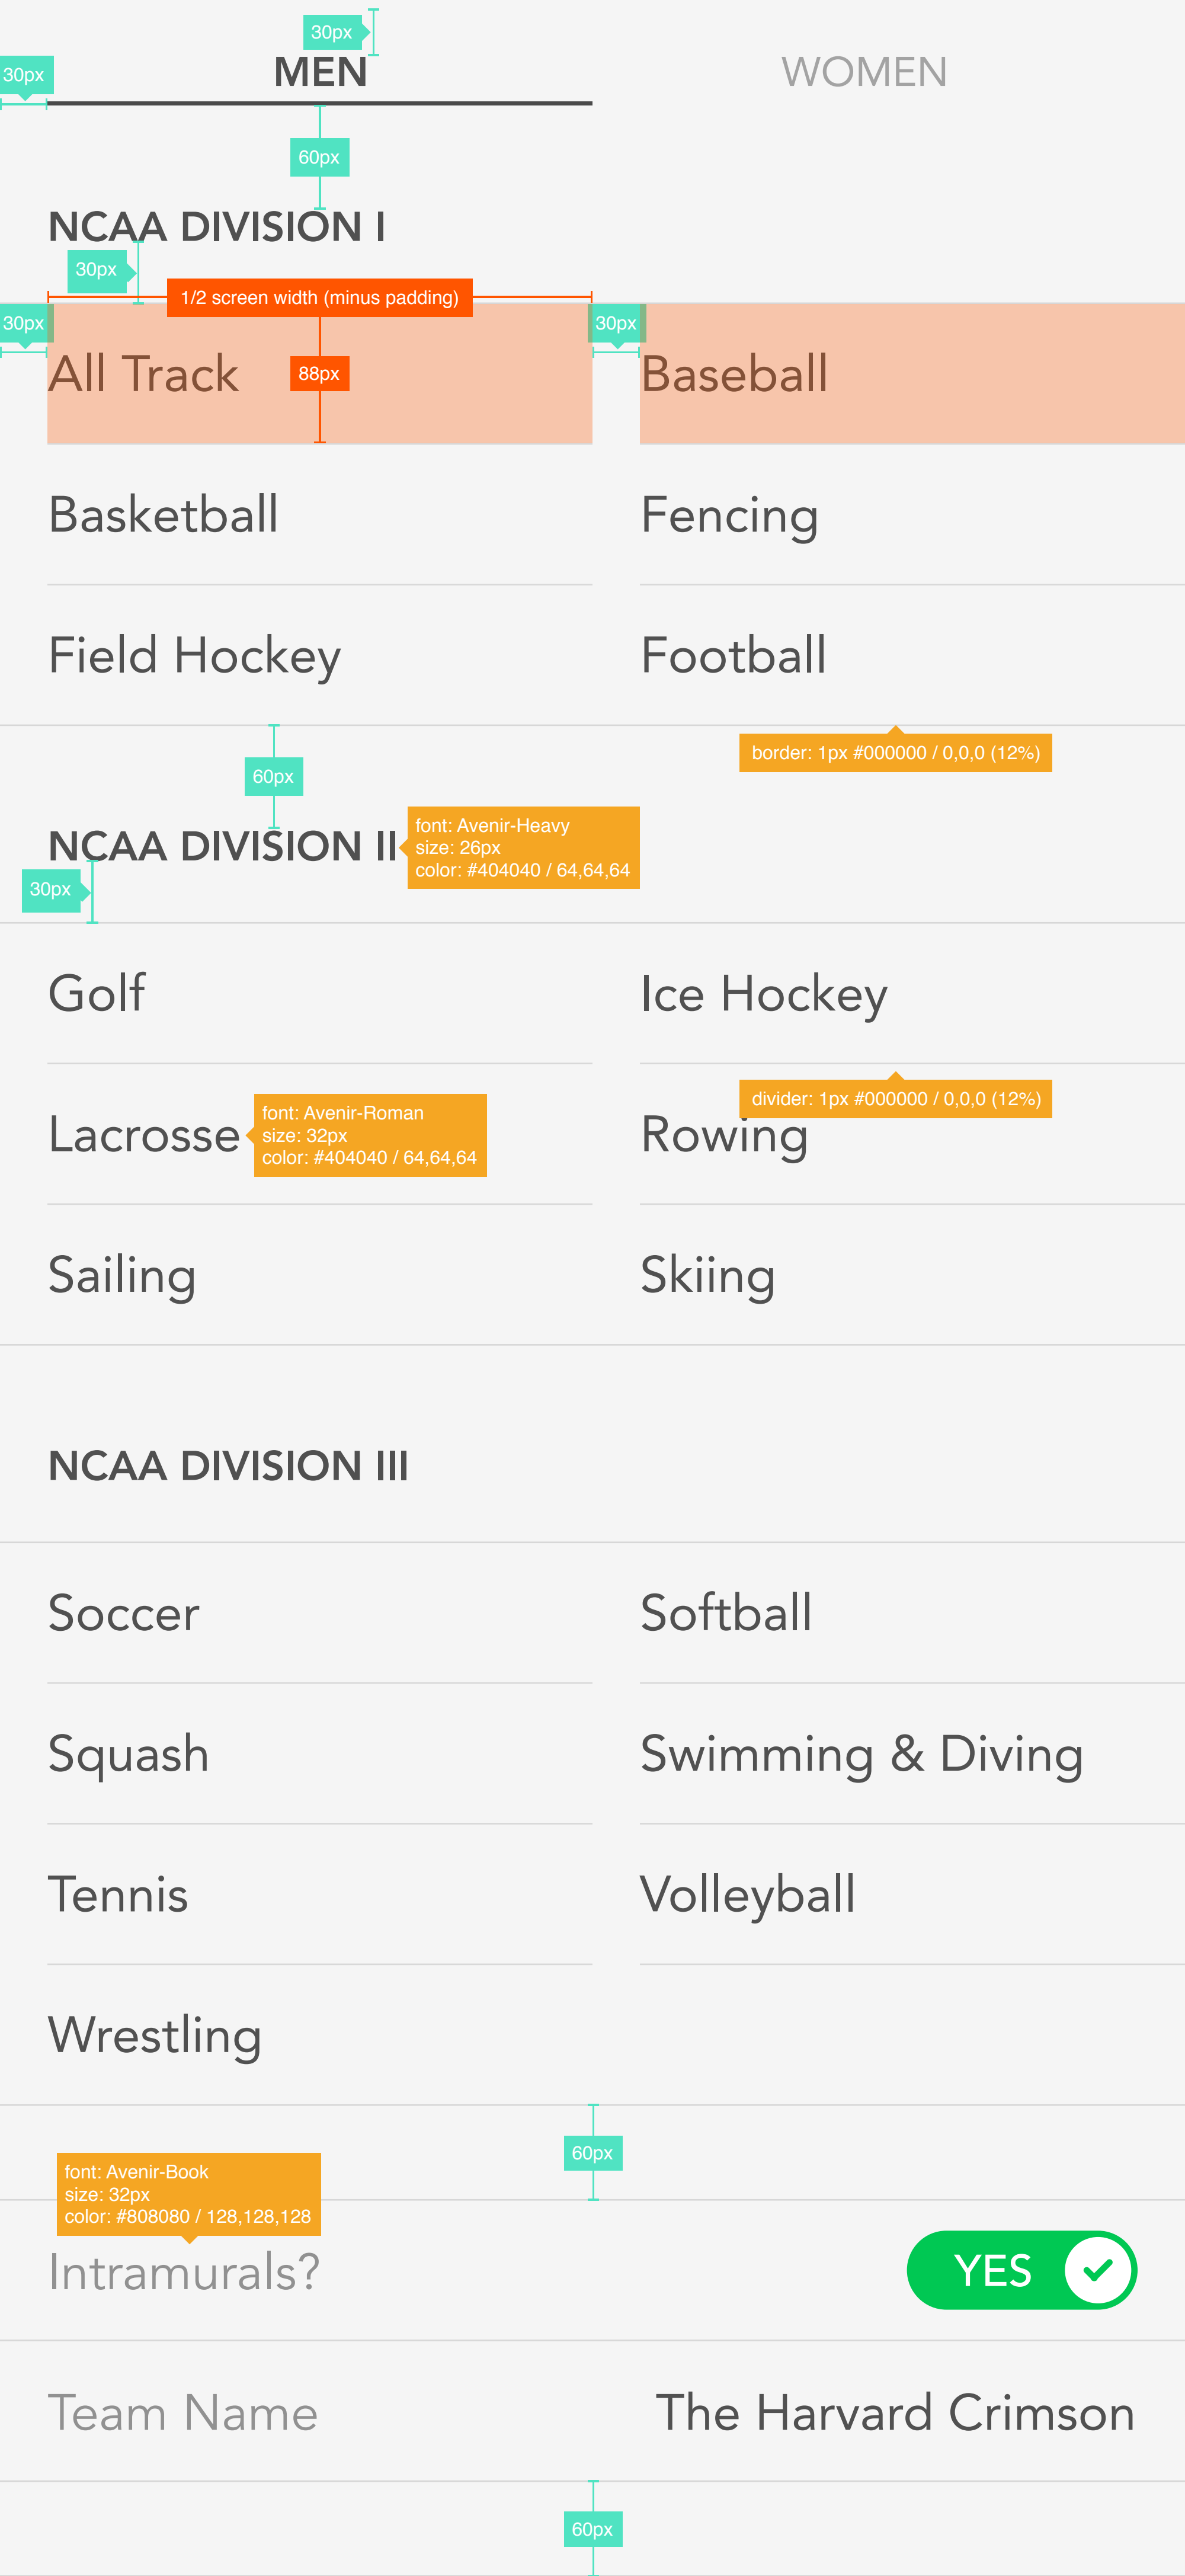 30px
30px
MEN
WOMEN
60px
NCAA DIVISION I
30px
1/2 screen width (minus padding)
30px
30px
All Track
88px
Baseball
Basketball
Fencing
Field Hockey
Football
border: 1px #000000 / 0,0,0 (12%)
60px
NCAA DIVISION II
font: Avenir-Heavy
size: 26px
color: #404040 / 64,64,64
30px
Golf
Ice Hockey
divider: 1px #000000 / 0,0,0 (12%)
Lacrosse
font: Avenir-Roman
size: 32px
color: #404040 / 64,64,64
Rowing
Sailing
Skiing
NCAA DIVISION III
Soccer
Softball
Squash
Swimming & Diving
Tennis
Volleyball
Wrestling
60px
font: Avenir-Book
size: 32px
color: #808080 / 128,128,128
Intramurals?
YES
Team Name
The Harvard Crimson
60px